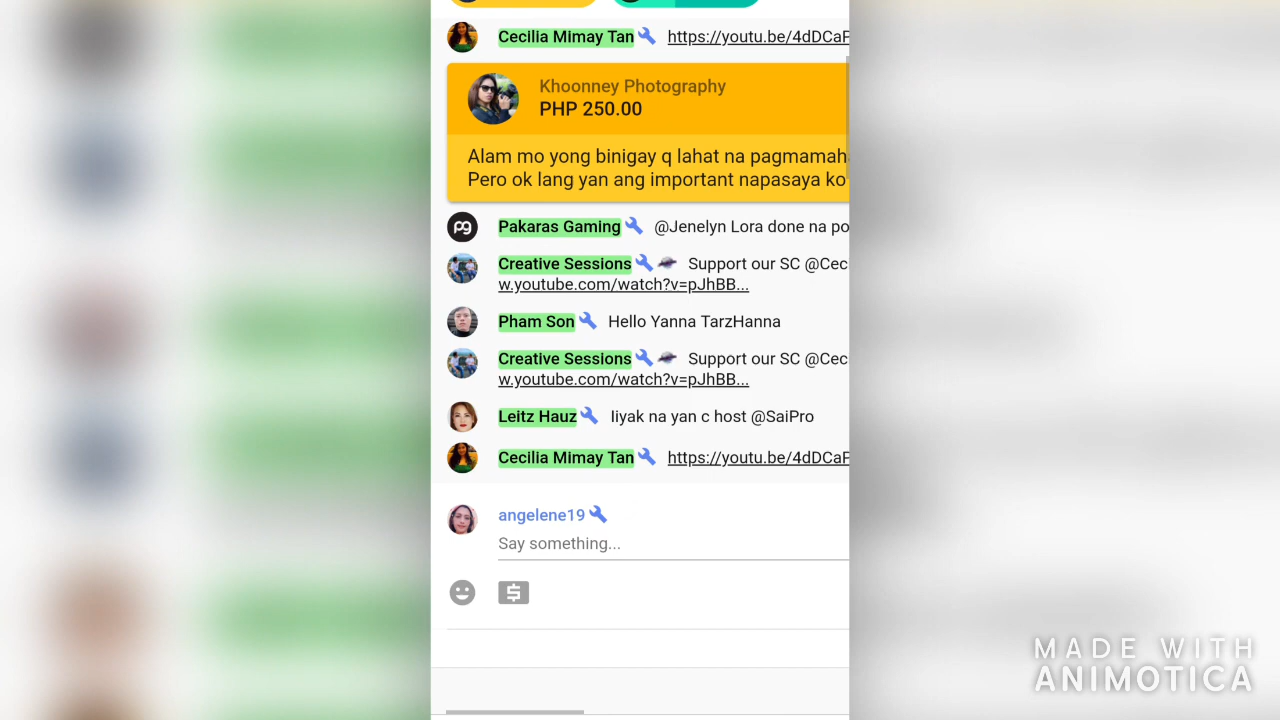 Cecilia Mimay Tan https://youtu.be/4dDCaP
Khoonney Photography
PHP 250.00
Alam mo yong binigay q lahat na pagmamah
Pero ok lang yan ang important napasaya ko
pg Pakaras Gaming @Jenelyn Lora done na po
Creative Sessions Support our SC @Cec
w.youtube.com/watch?v=pJhBB...
Pham Son Hello Yanna TarzHanna
Creative Sessions Support our SC @Cec
w.youtube.com/watch?v=pJhBB...
Leitz Hauz Iiyak na yan c host @SaiPro
Cecilia Mimay Tan https://youtu.be/4dDCaP
angelene19
Say something...
$
MADE WITH
ANIMOTICA